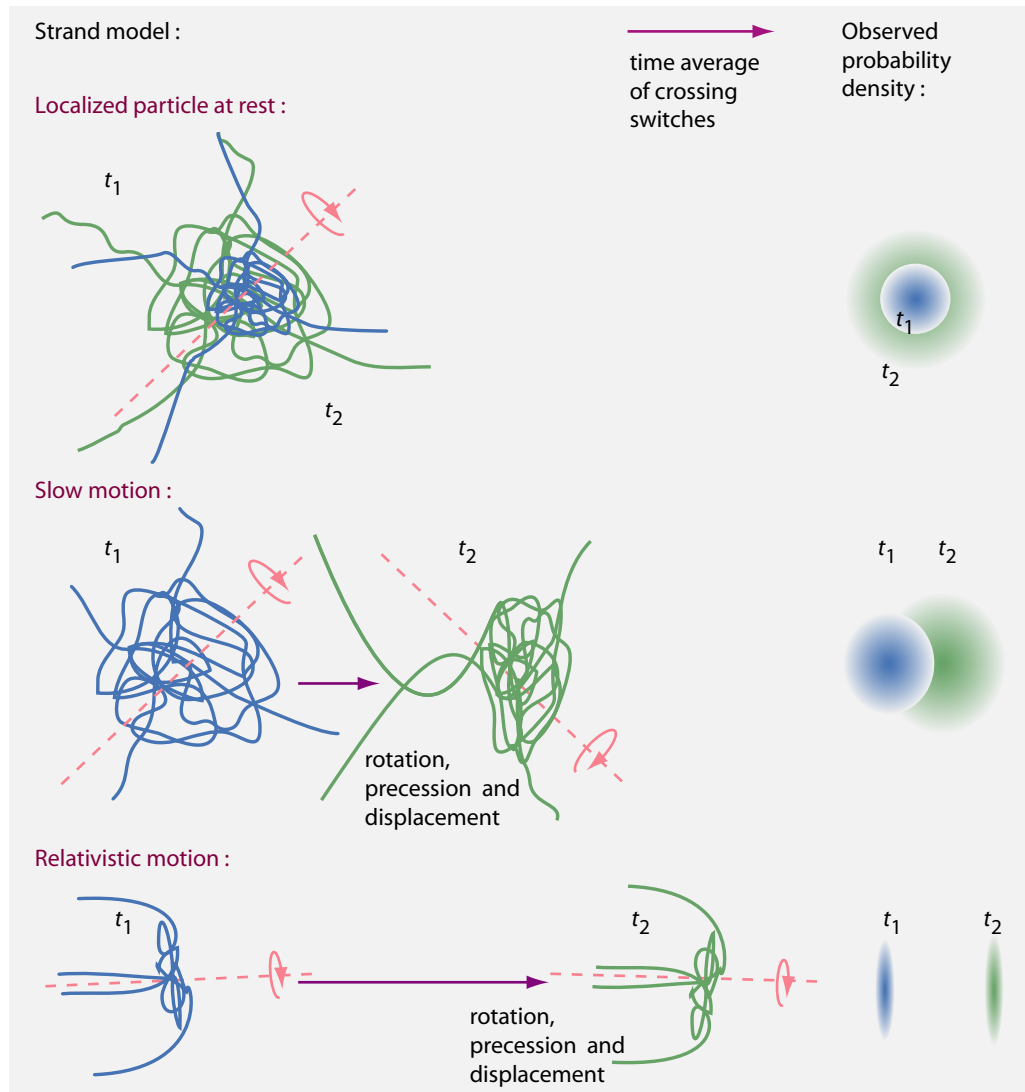 Strand model :
time average
of crossing
switches
Observed
probability
density :
Localized particle at rest :
t1
t2
t1
t2
Slow motion :
t1
t2
rotation,
precession and
displacement
t1
t2
Relativistic motion :
t1
t2
rotation,
precession and
displacement
t1
t2